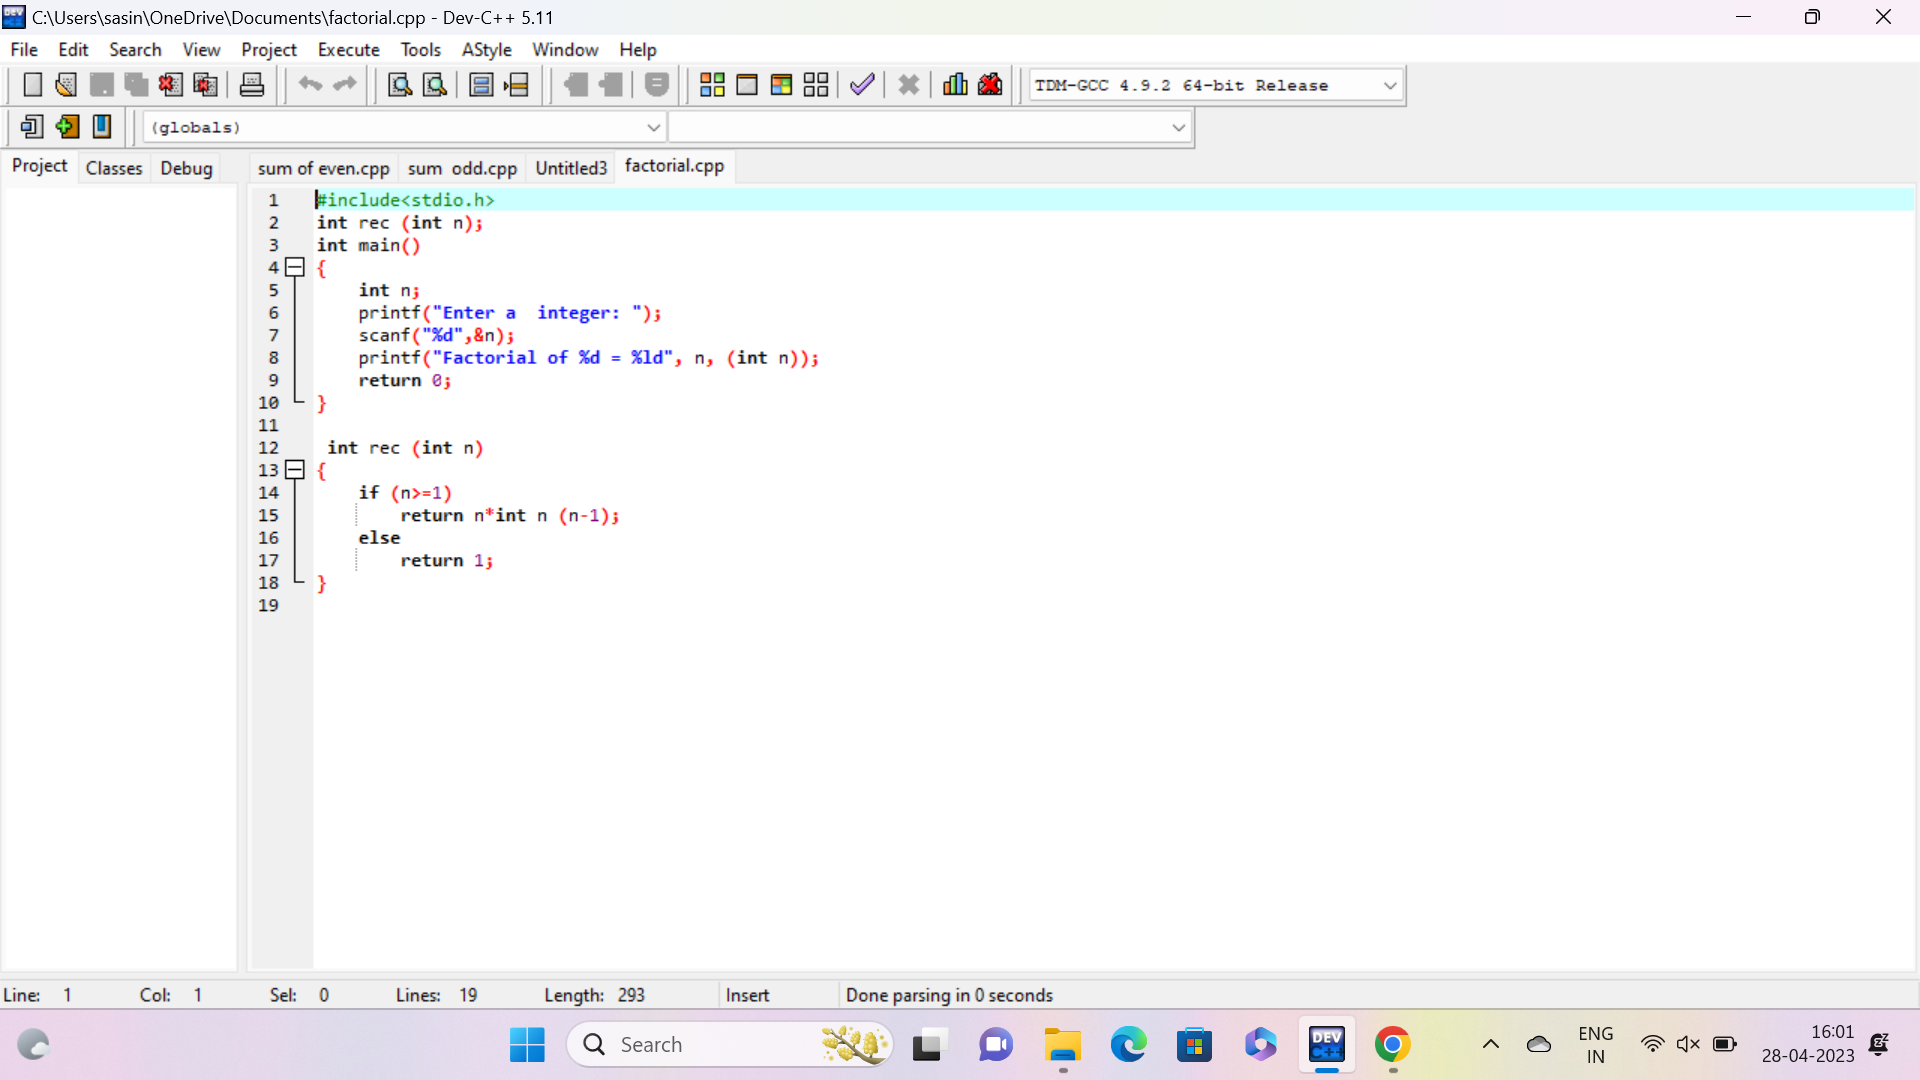 C:\Users\sasin\OneDrive\Documents\factorial.cpp - Dev-C++ 5.11
File Edit Search View Project Execute Tools AStyle Window Help
TDM-GCC 4.9.2 64-bit Release
(globals)
Project Classes Debug sum of even.cpp sum odd.cpp Untitled3 factorial.cpp
1 #include<stdio.h>
2 int rec (int n);
3 int main()
4 {
5 int n;
6 printf("Enter a  integer: ");
7 scanf("%d",&n);
8 printf("Factorial of %d = %ld", n, (int n));
9 return 0;
10 }
11
12 int rec (int n)
13 {
14 if (n>=1)
15 return n*int n (n-1);
16 else
17 return 1;
18 }
19
Line: 1 Col: 1 Sel: 0 Lines: 19 Length: 293 Insert Done parsing in 0 seconds
Search
DEV C++
ENG
IN
16:01
28-04-2023